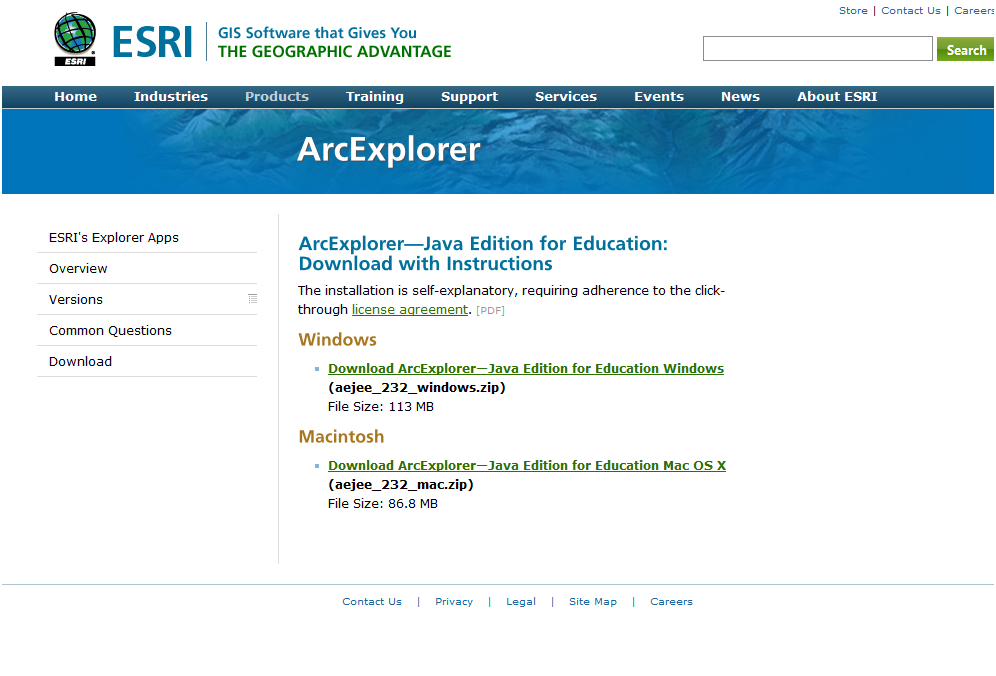 Store | Contact Us | Careers
ESRI
ESRI
GIS Software that Gives You
THE GEOGRAPHIC ADVANTAGE
Search
Home Industries Products Training Support Services Events News About ESRI
ArcExplorer
ESRI's Explorer Apps
Overview
Versions
Common Questions
Download
ArcExplorer—Java Edition for Education:
Download with Instructions
The installation is self-explanatory, requiring adherence to the click-
through license agreement. [PDF]
Windows
Download ArcExplorer—Java Edition for Education Windows
(aejee_232_windows.zip)
File Size: 113 MB
Macintosh
Download ArcExplorer—Java Edition for Education Mac OS X
(aejee_232_mac.zip)
File Size: 86.8 MB
Contact Us | Privacy | Legal | Site Map | Careers